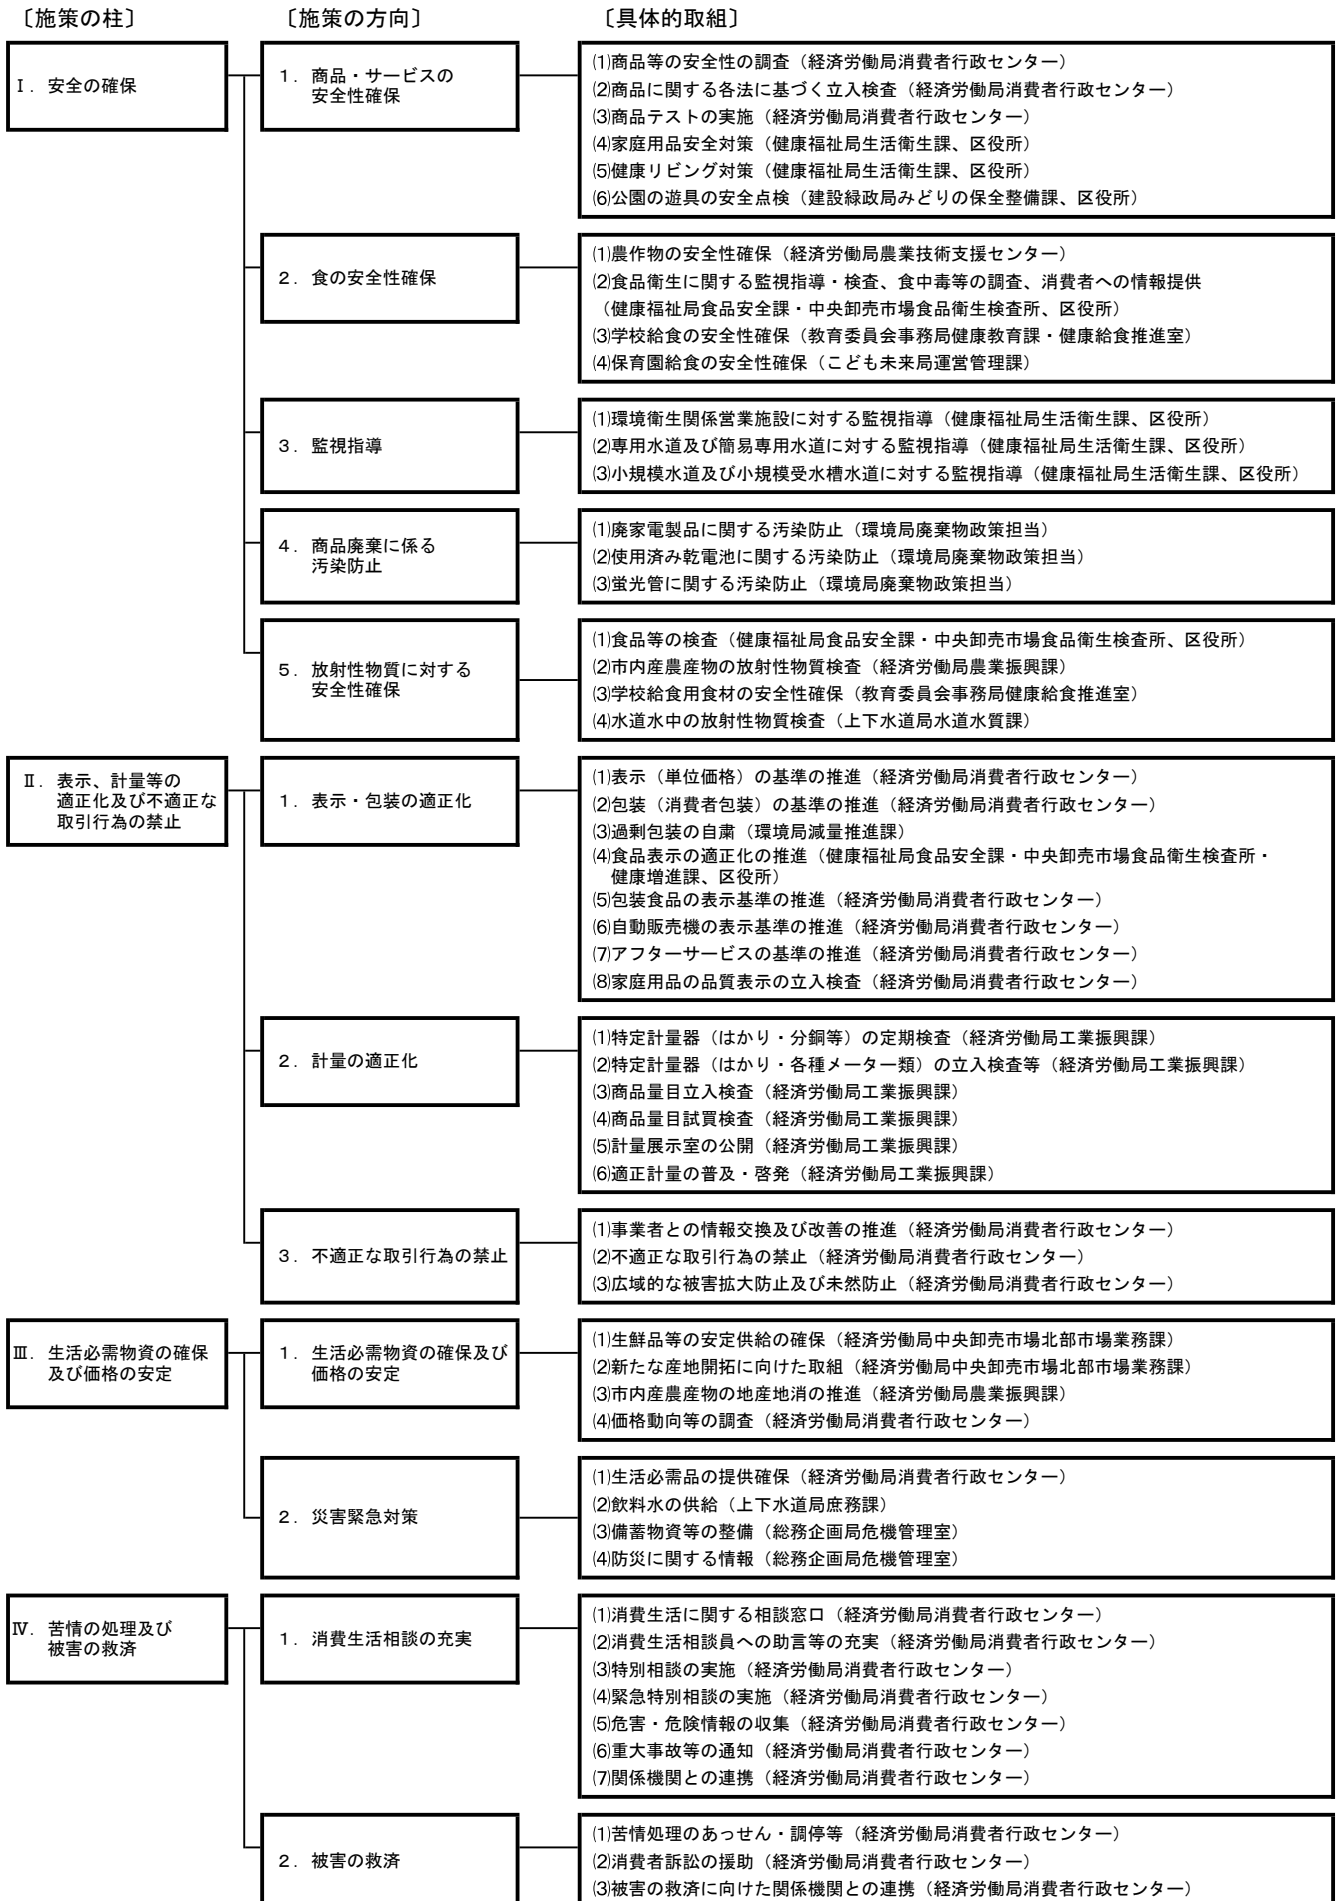 〔施策の柱〕
〔施策の方向〕
〔具体的取組〕
Ⅰ．安全の確保
１．商品・サービスの
安全性確保
⑴商品等の安全性の調査（経済労働局消費者行政センター）
⑵商品に関する各法に基づく立入検査（経済労働局消費者行政センター）
⑶商品テストの実施（経済労働局消費者行政センター）
⑷家庭用品安全対策（健康福祉局生活衛生課、区役所）
⑸健康リビング対策（健康福祉局生活衛生課、区役所）
⑹公園の遊具の安全点検（建設緑政局みどりの保全整備課、区役所）
２．食の安全性確保
⑴農作物の安全性確保（経済労働局農業技術支援センター）
⑵食品衛生に関する監視指導・検査、食中毒等の調査、消費者への情報提供
（健康福祉局食品安全課・中央卸売市場食品衛生検査所、区役所）
⑶学校給食の安全性確保（教育委員会事務局健康教育課・健康給食推進室）
⑷保育園給食の安全性確保（こども未来局運営管理課）
３．監視指導
⑴環境衛生関係営業施設に対する監視指導（健康福祉局生活衛生課、区役所）
⑵専用水道及び簡易専用水道に対する監視指導（健康福祉局生活衛生課、区役所）
⑶小規模水道及び小規模受水槽水道に対する監視指導（健康福祉局生活衛生課、区役所）
４．商品廃棄に係る
汚染防止
⑴廃家電製品に関する汚染防止（環境局廃棄物政策担当）
⑵使用済み乾電池に関する汚染防止（環境局廃棄物政策担当）
⑶蛍光管に関する汚染防止（環境局廃棄物政策担当）
５．放射性物質に対する
安全性確保
⑴食品等の検査（健康福祉局食品安全課・中央卸売市場食品衛生検査所、区役所）
⑵市内産農産物の放射性物質検査（経済労働局農業振興課）
⑶学校給食用食材の安全性確保（教育委員会事務局健康給食推進室）
⑷水道水中の放射性物質検査（上下水道局水道水質課）
Ⅱ．表示、計量等の
適正化及び不適正な
取引行為の禁止
１．表示・包装の適正化
⑴表示（単位価格）の基準の推進（経済労働局消費者行政センター）
⑵包装（消費者包装）の基準の推進（経済労働局消費者行政センター）
⑶過剰包装の自粛（環境局減量推進課）
⑷食品表示の適正化の推進（健康福祉局食品安全課・中央卸売市場食品衛生検査所・
健康増進課、区役所）
⑸包装食品の表示基準の推進（経済労働局消費者行政センター）
⑹自動販売機の表示基準の推進（経済労働局消費者行政センター）
⑺アフターサービスの基準の推進（経済労働局消費者行政センター）
⑻家庭用品の品質表示の立入検査（経済労働局消費者行政センター）
２．計量の適正化
⑴特定計量器（はかり・分銅等）の定期検査（経済労働局工業振興課）
⑵特定計量器（はかり・各種メーター類）の立入検査等（経済労働局工業振興課）
⑶商品量目立入検査（経済労働局工業振興課）
⑷商品量目試買検査（経済労働局工業振興課）
⑸計量展示室の公開（経済労働局工業振興課）
⑹適正計量の普及・啓発（経済労働局工業振興課）
３．不適正な取引行為の禁止
⑴事業者との情報交換及び改善の推進（経済労働局消費者行政センター）
⑵不適正な取引行為の禁止（経済労働局消費者行政センター）
⑶広域的な被害拡大防止及び未然防止（経済労働局消費者行政センター）
Ⅲ．生活必需物資の確保
及び価格の安定
１．生活必需物資の確保及び
価格の安定
⑴生鮮品等の安定供給の確保（経済労働局中央卸売市場北部市場業務課）
⑵新たな産地開拓に向けた取組（経済労働局中央卸売市場北部市場業務課）
⑶市内産農産物の地産地消の推進（経済労働局農業振興課）
⑷価格動向等の調査（経済労働局消費者行政センター）
２．災害緊急対策
⑴生活必需品の提供確保（経済労働局消費者行政センター）
⑵飲料水の供給（上下水道局庶務課）
⑶備蓄物資等の整備（総務企画局危機管理室）
⑷防災に関する情報（総務企画局危機管理室）
Ⅳ．苦情の処理及び
被害の救済
１．消費生活相談の充実
⑴消費生活に関する相談窓口（経済労働局消費者行政センター）
⑵消費生活相談員への助言等の充実（経済労働局消費者行政センター）
⑶特別相談の実施（経済労働局消費者行政センター）
⑷緊急特別相談の実施（経済労働局消費者行政センター）
⑸危害・危険情報の収集（経済労働局消費者行政センター）
⑹重大事故等の通知（経済労働局消費者行政センター）
⑺関係機関との連携（経済労働局消費者行政センター）
２．被害の救済
⑴苦情処理のあっせん・調停等（経済労働局消費者行政センター）
⑵消費者訴訟の援助（経済労働局消費者行政センター）
⑶被害の救済に向けた関係機関との連携（経済労働局消費者行政センター）